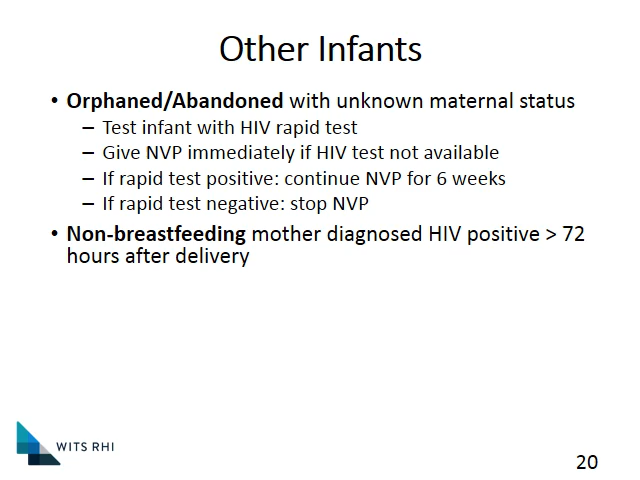 Other Infants
• Orphaned/Abandoned with unknown maternal status
– Test infant with HIV rapid test
– Give NVP immediately if HIV test not available
– If rapid test positive: continue NVP for 6 weeks
– If rapid test negative: stop NVP
• Non-breastfeeding mother diagnosed HIV positive > 72
hours after delivery
WITS RHI
20